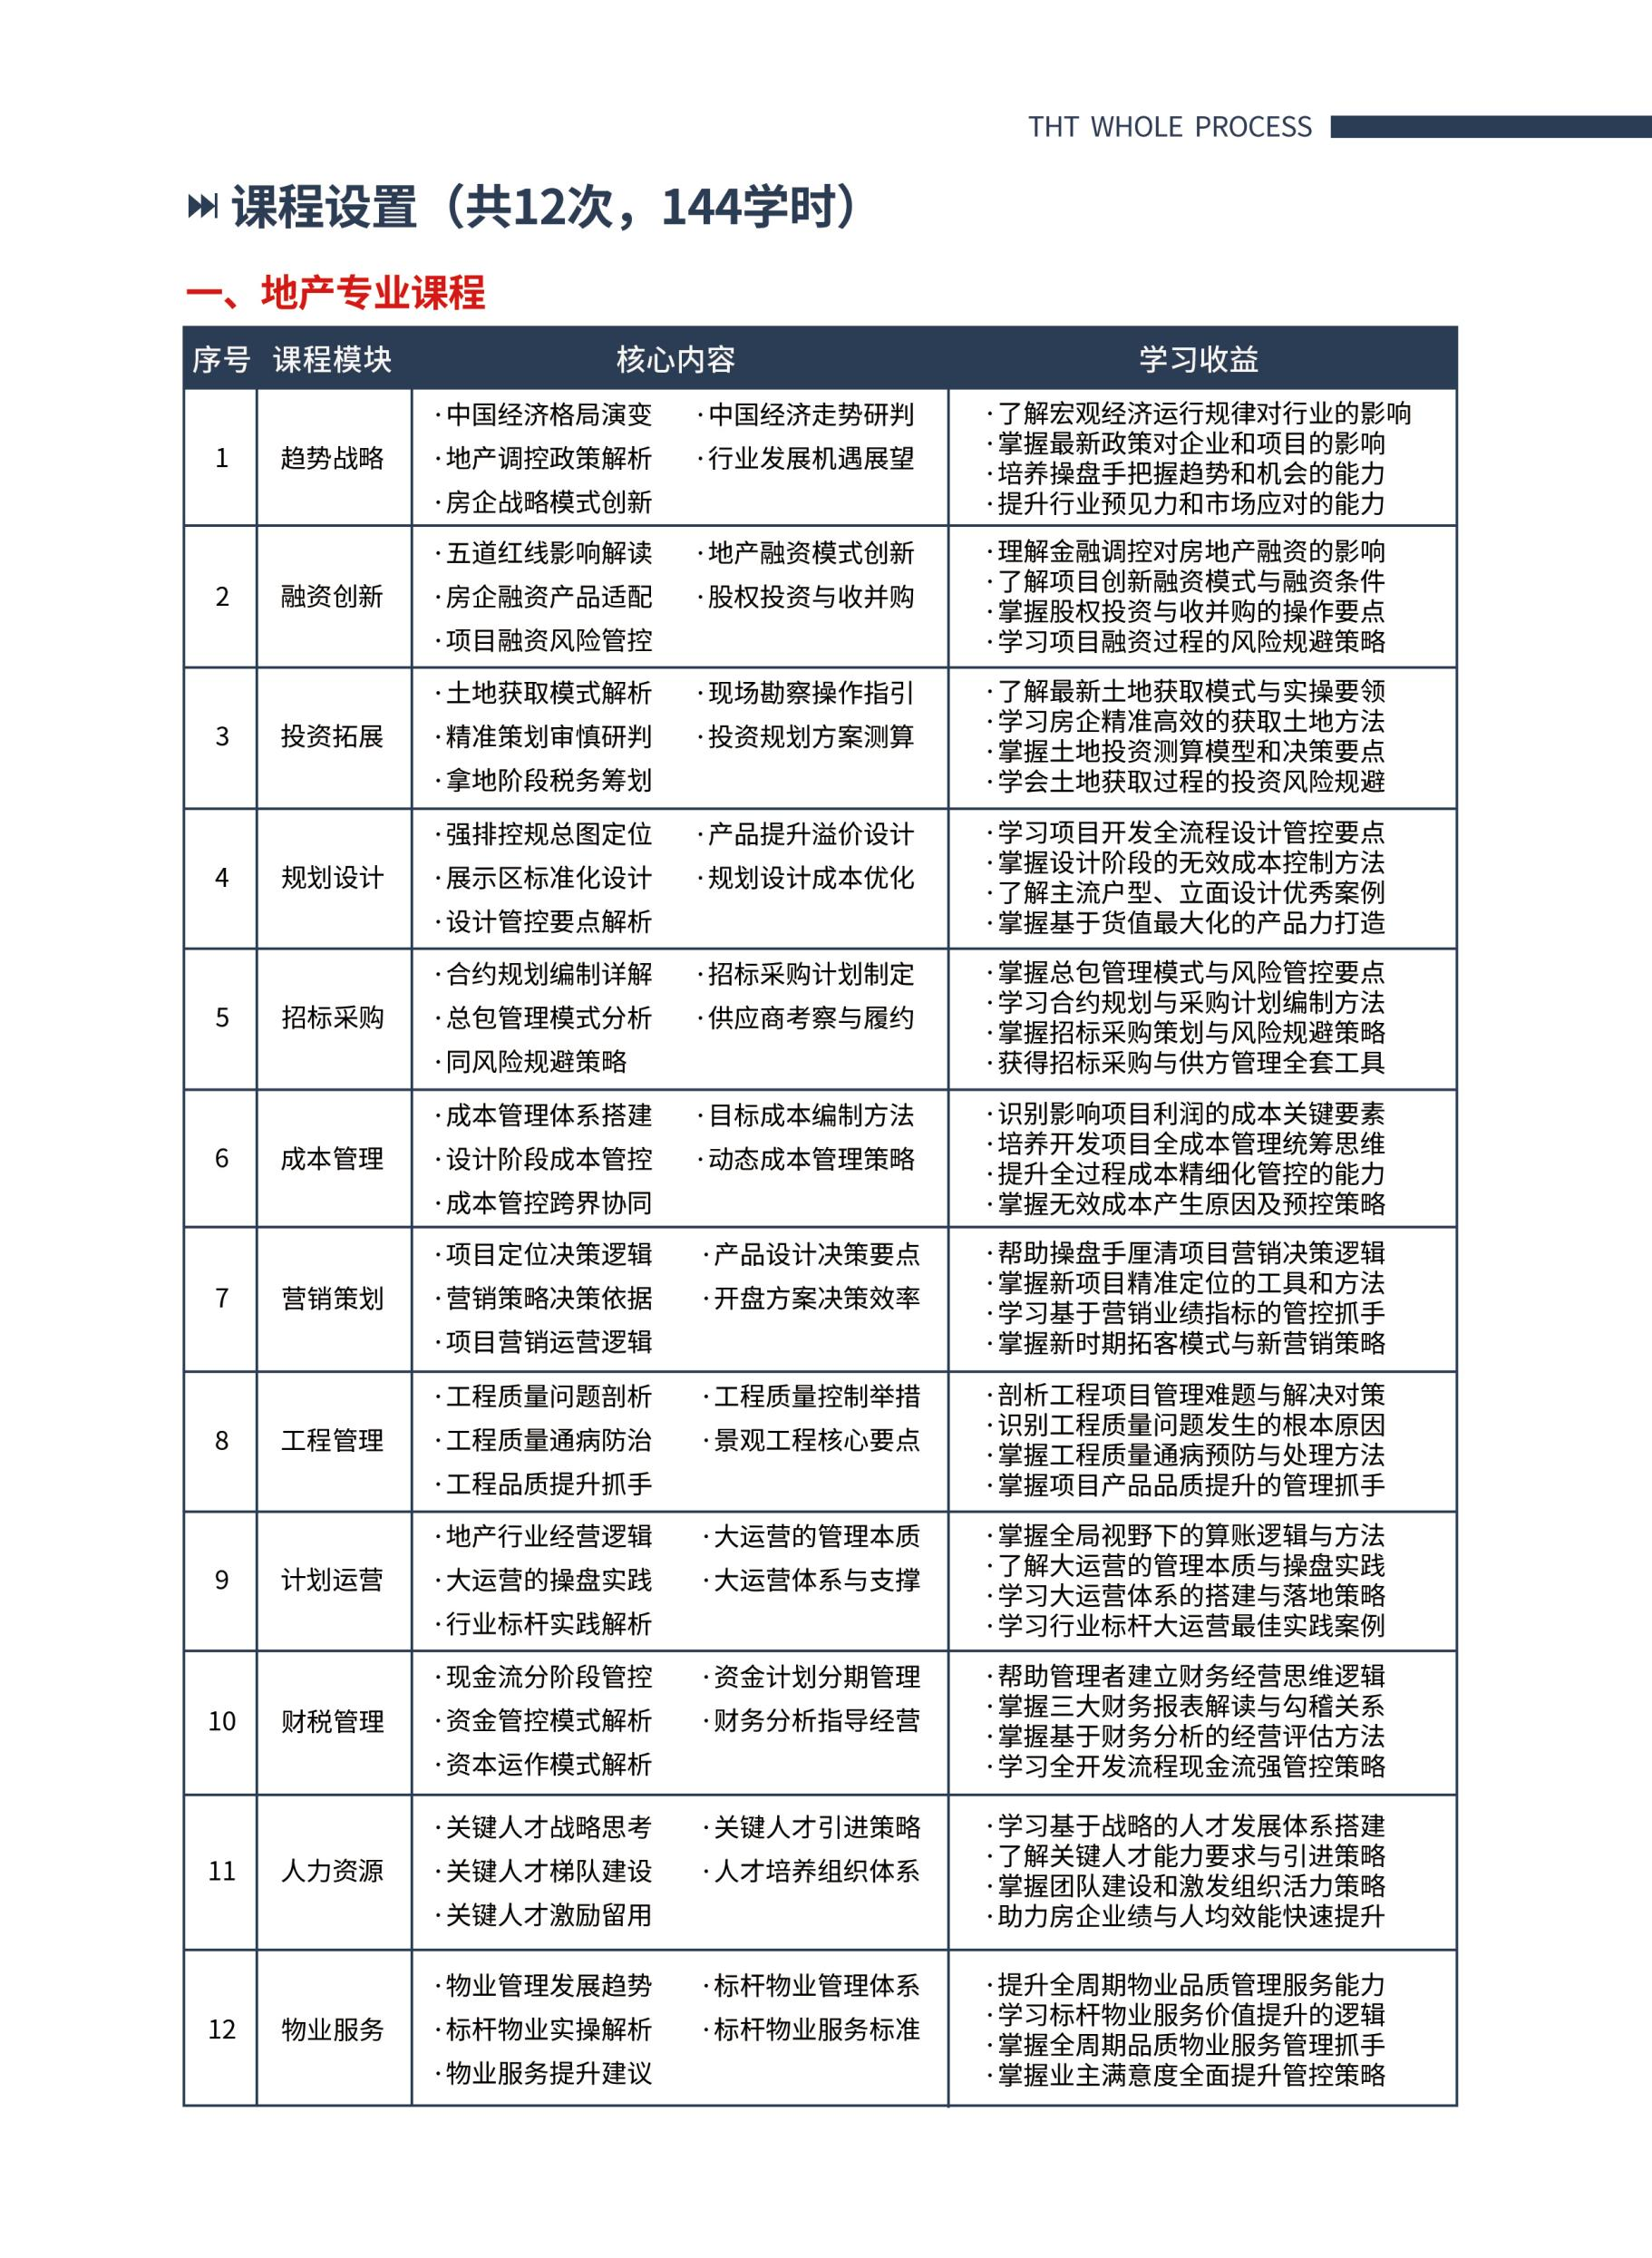 THT WHOLE PROCESS
课程设置（共12次，144学时）
一、地产专业课程
序号 课程模块 核心内容 学习收益
1 趋势战略
·中国经济格局演变 ·中国经济走势研判
·地产调控政策解析 ·行业发展机遇展望
·房企战略模式创新
·了解宏观经济运行规律对行业的影响
·掌握最新政策对企业和项目的影响
·培养操盘手把握趋势和机会的能力
·提升行业预见力和市场应对的能力
2 融资创新
·五道红线影响解读 ·地产融资模式创新
·房企融资产品适配 ·股权投资与收并购
·项目融资风险管控
·理解金融调控对房地产融资的影响
·了解项目创新融资模式与融资条件
·掌握股权投资与收并购的操作要点
·学习项目融资过程的风险规避策略
3 投资拓展
·土地获取模式解析 ·现场勘察操作指引
·精准策划审慎研判 ·投资规划方案测算
·拿地阶段税务筹划
·了解最新土地获取模式与实操要领
·学习房企精准高效的获取土地方法
·掌握土地投资测算模型和决策要点
·学会土地获取过程的投资风险规避
4 规划设计
·强排控规总图定位 ·产品提升溢价设计
·展示区标准化设计 ·规划设计成本优化
·设计管控要点解析
·学习项目开发全流程设计管控要点
·掌握设计阶段的无效成本控制方法
·了解主流户型、立面设计优秀案例
·掌握基于货值最大化的产品力打造
5 招标采购
·合约规划编制详解 ·招标采购计划制定
·总包管理模式分析 ·供应商考察与履约
·同风险规避策略
·掌握总包管理模式与风险管控要点
·学习合约规划与采购计划编制方法
·掌握招标采购策划与风险规避策略
·获得招标采购与供方管理全套工具
6 成本管理
·成本管理体系搭建 ·目标成本编制方法
·设计阶段成本管控 ·动态成本管理策略
·成本管控跨界协同
·识别影响项目利润的成本关键要素
·培养开发项目全成本管理统筹思维
·提升全过程成本精细化管控的能力
·掌握无效成本产生原因及预控策略
7 营销策划
·项目定位决策逻辑 ·产品设计决策要点
·营销策略决策依据 ·开盘方案决策效率
·项目营销运营逻辑
·帮助操盘手厘清项目营销决策逻辑
·掌握新项目精准定位的工具和方法
·学习基于营销业绩指标的管控抓手
·掌握新时期拓客模式与新营销策略
8 工程管理
·工程质量问题剖析 ·工程质量控制举措
·工程质量通病防治 ·景观工程核心要点
·工程品质提升抓手
·剖析工程项目管理难题与解决对策
·识别工程质量问题发生的根本原因
·掌握工程质量通病预防与处理方法
·掌握项目产品品质提升的管理抓手
9 计划运营
·地产行业经营逻辑 ·大运营的管理本质
·大运营的操盘实践 ·大运营体系与支撑
·行业标杆实践解析
·掌握全局视野下的算账逻辑与方法
·了解大运营的管理本质与操盘实践
·学习大运营体系的搭建与落地策略
·学习行业标杆大运营最佳实践案例
10 财税管理
·现金流分阶段管控 ·资金计划分期管理
·资金管控模式解析 ·财务分析指导经营
·资本运作模式解析
·帮助管理者建立财务经营思维逻辑
·掌握三大财务报表解读与勾稽关系
·掌握基于财务分析的经营评估方法
·学习全开发流程现金流强管控策略
11 人力资源
·关键人才战略思考 ·关键人才引进策略
·关键人才梯队建设 ·人才培养组织体系
·关键人才激励留用
·学习基于战略的人才发展体系搭建
·了解关键人才能力要求与引进策略
·掌握团队建设和激发组织活力策略
·助力房企业绩与人均效能快速提升
12 物业服务
·物业管理发展趋势 ·标杆物业管理体系
·标杆物业实操解析 ·标杆物业服务标准
·物业服务提升建议
·提升全周期物业品质管理服务能力
·学习标杆物业服务价值提升的逻辑
·掌握全周期品质物业服务管理抓手
·掌握业主满意度全面提升管控策略